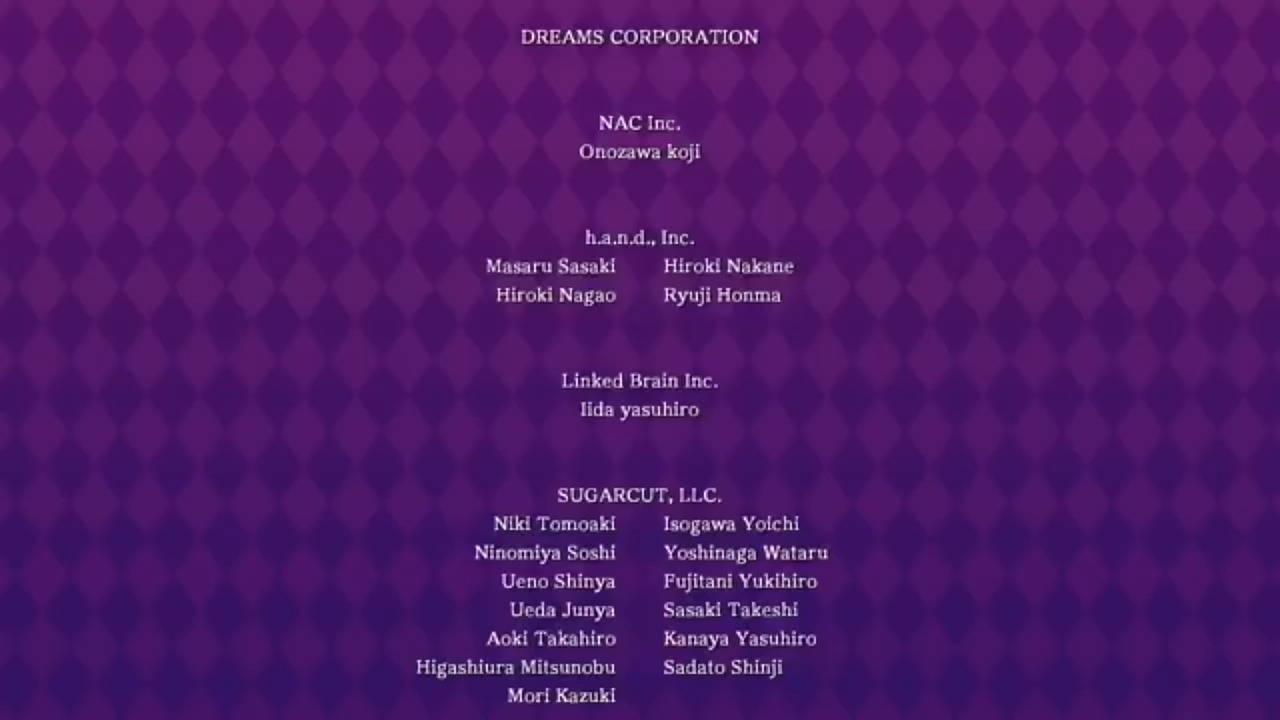 DREAMS CORPORATION
NAC Inc.
Onozawa koji
h.a.n.d., Inc.
Masaru Sasaki Hiroki Nakane
Hiroki Nagao Ryuji Honma
Linked Brain Inc.
Iida yasuhiro
SUGARCUT, LLC.
Niki Tomoaki Isogawa Yoichi
Ninomiya Soshi Yoshinaga Wataru
Ueno Shinya Fujitani Yukihiro
Ueda Junya Sasaki Takeshi
Aoki Takahiro Kanaya Yasuhiro
Higashiura Mitsunobu Sadato Shinji
Mori Kazuki